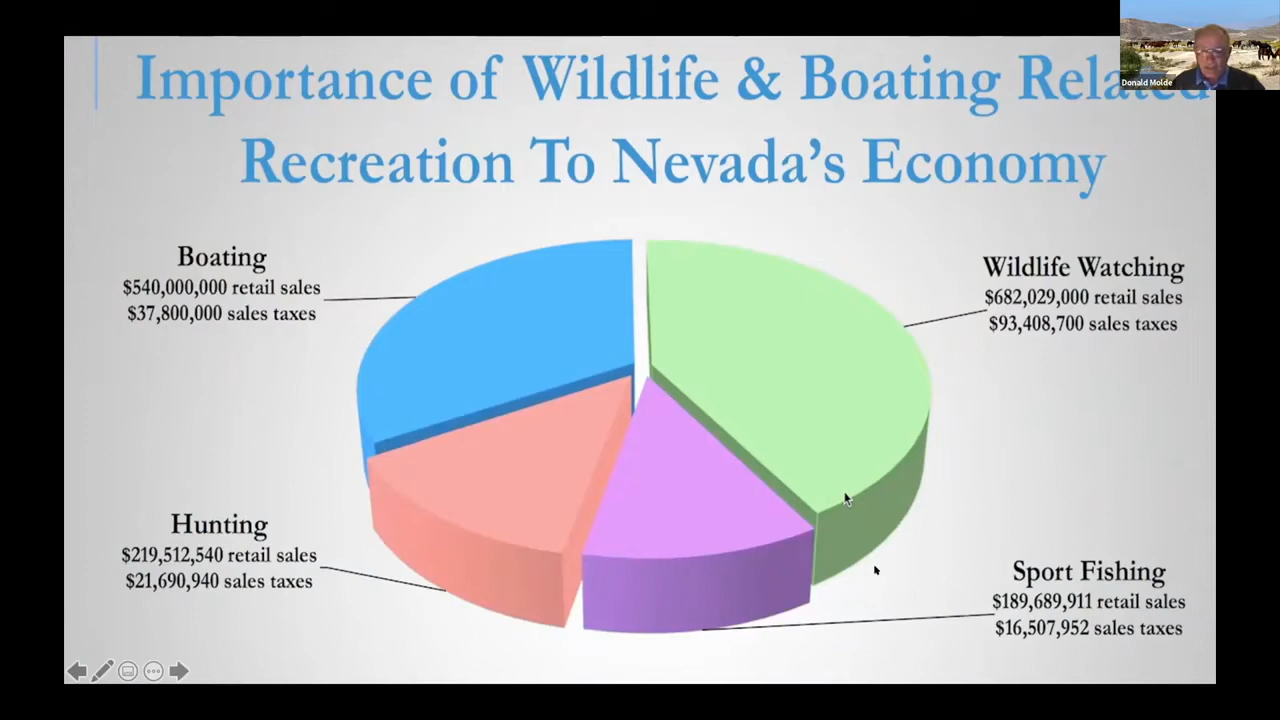 Importance of Wildlife & Boating Related
Recreation To Nevada's Economy
Donald Molde
Boating
$540,000,000 retail sales
$37,800,000 sales taxes
Wildlife Watching
$682,029,000 retail sales
$93,408,700 sales taxes
Hunting
$219,512,540 retail sales
$21,690,940 sales taxes
Sport Fishing
$189,689,911 retail sales
$16,507,952 sales taxes